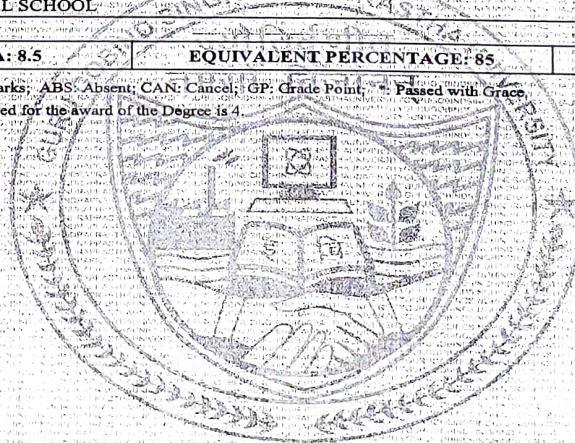 L SCHOOL
A: 8.5
EQUIVALENT PERCENTAGE: 85
arks; ABS: Absent; CAN: Cancel; GP: Grade Point; *: Passed with Grace
ed for the award of the Degree is 4.